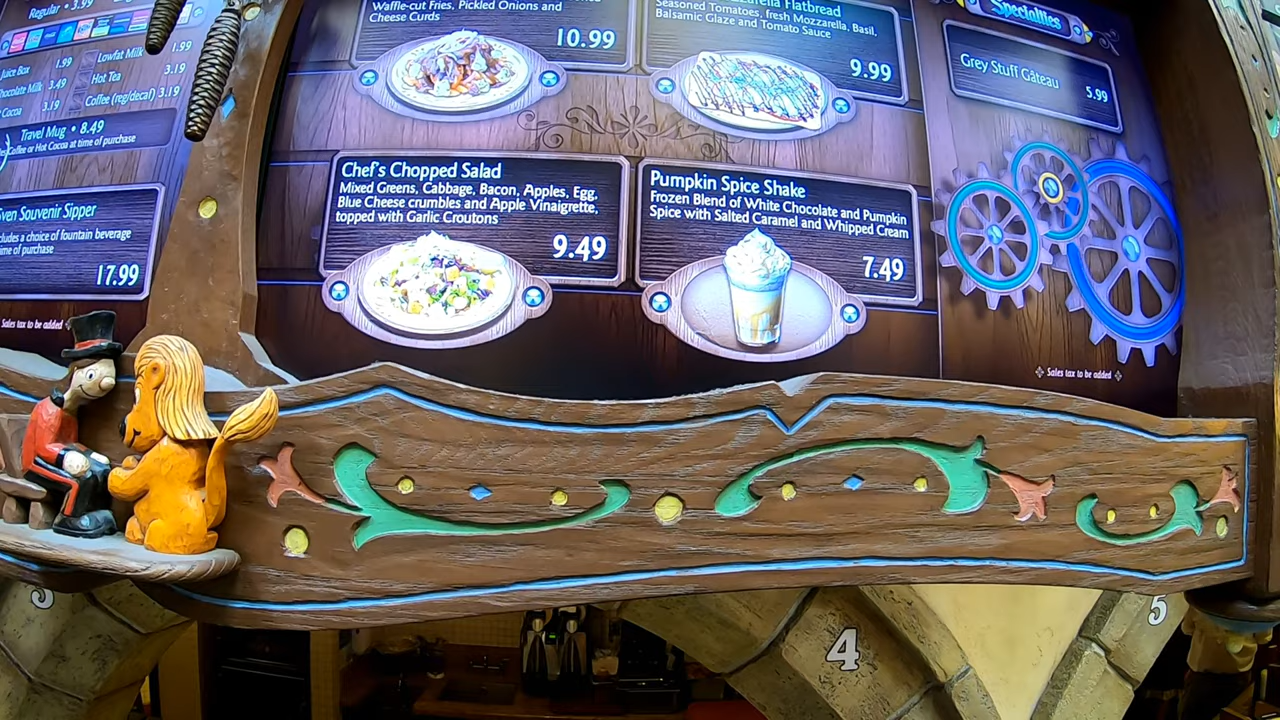 Regular •
3.99
Juice Box 1.99
Chocolate Milk 3.49
Cocoa 3.19
Lowfat Milk 1.99
Hot Tea 3.19
Coffee (reg/decaf) 3.19
Travel Mug • 8.49
Coffee or Hot Cocoa at time of purchase
Souvenir Sipper
a choice of fountain beverage
time of purchase
17.99
Sales tax to be added
Waffle-cut Fries, Pickled Onions and
Cheese Curds
10.99
Flatbread
Seasoned Tomatoes, fresh Mozzarella, Basil,
Balsamic Glaze and Tomato Sauce
9.99
Chef's Chopped Salad
Mixed Greens, Cabbage, Bacon, Apples, Egg,
Blue Cheese crumbles and Apple Vinaigrette,
topped with Garlic Croutons
9.49
Pumpkin Spice Shake
Frozen Blend of White Chocolate and Pumpkin
Spice with Salted Caramel and Whipped Cream
7.49
Specialties
Grey Stuff Gâteau
5.99
Sales tax to be added
3
4
5